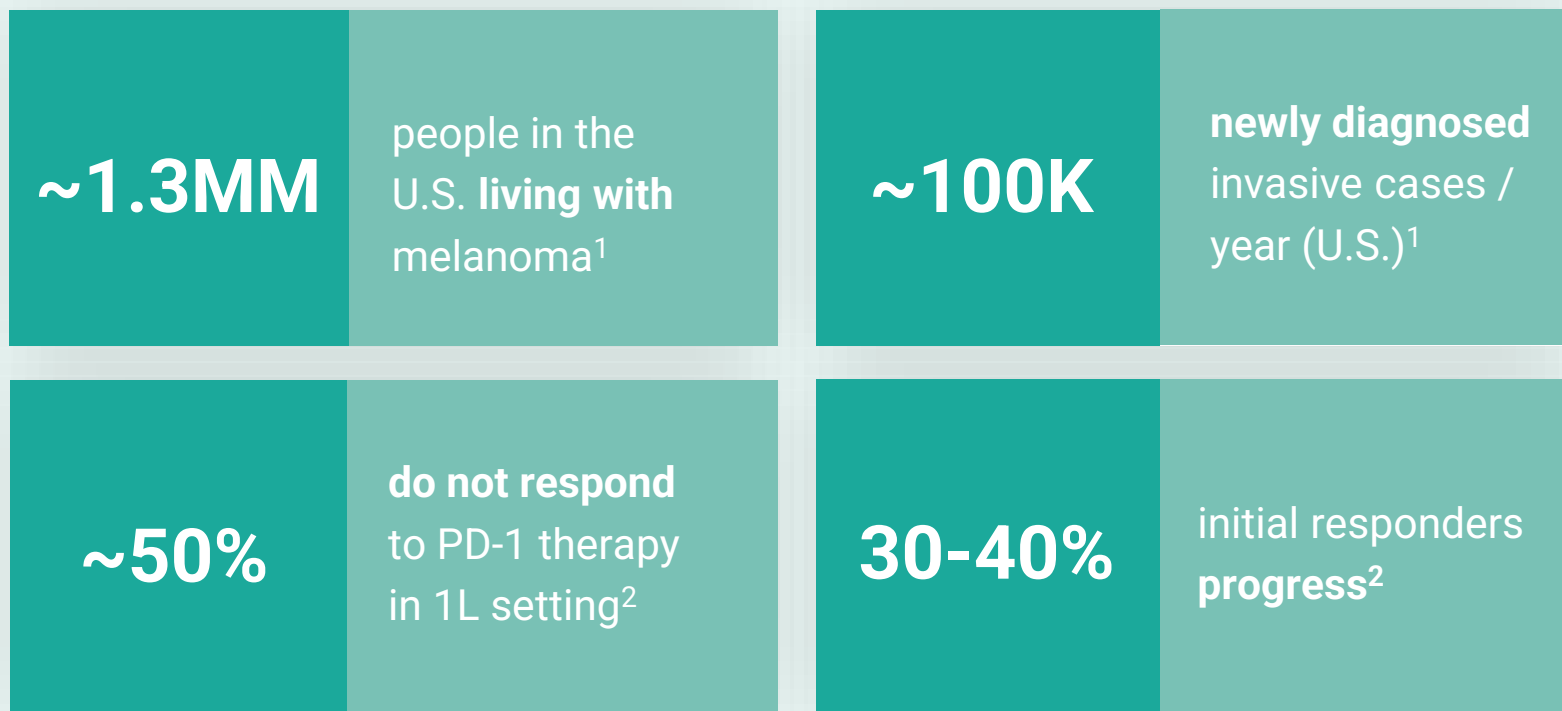 ~1.3MM
people in the
U.S. living with
melanoma1
~100K
newly diagnosed
invasive cases /
year (U.S.)1
~50%
do not respond
to PD-1 therapy
in 1L setting2
30-40%
initial responders
progress2